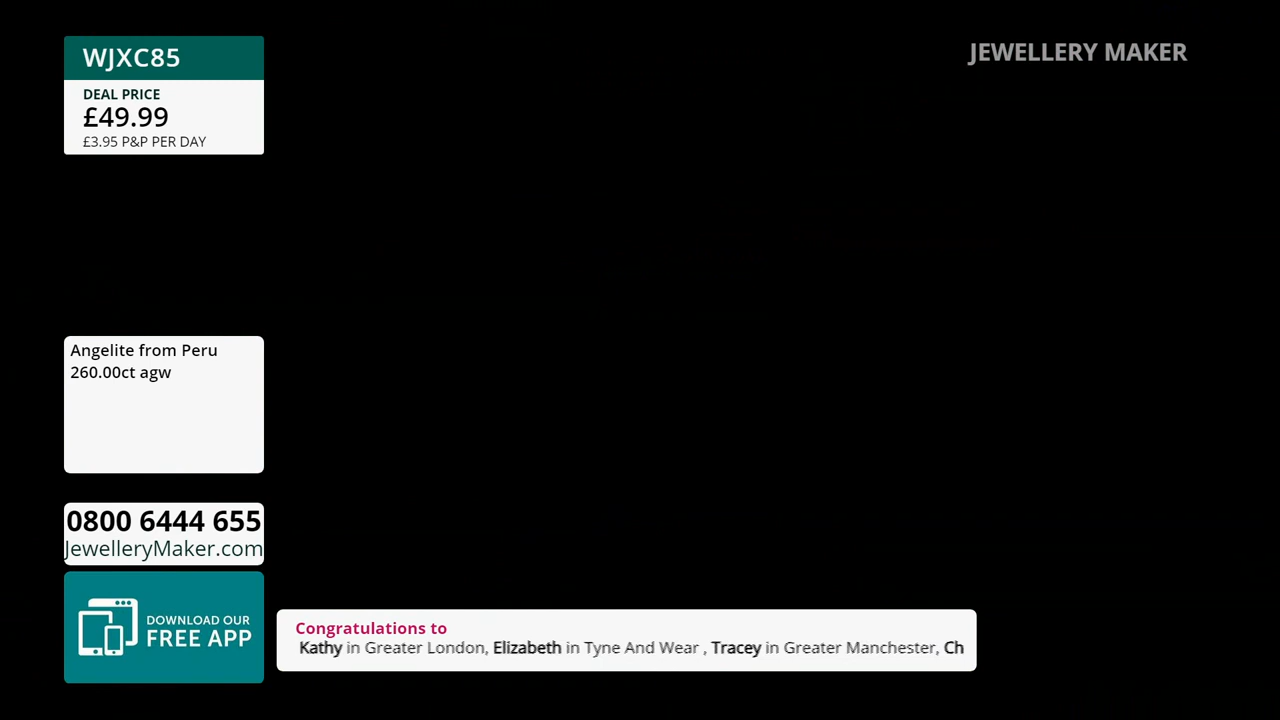 WJXC85
DEAL PRICE
£49.99
£3.95 P&P PER DAY
JEWELLERY MAKER
Angelite from Peru
260.00ct agw
0800 6444 655
JewelleryMaker.com
DOWNLOAD OUR
FREE APP
Congratulations to
Kathy in Greater London, Elizabeth in Tyne And Wear , Tracey in Greater Manchester, Ch